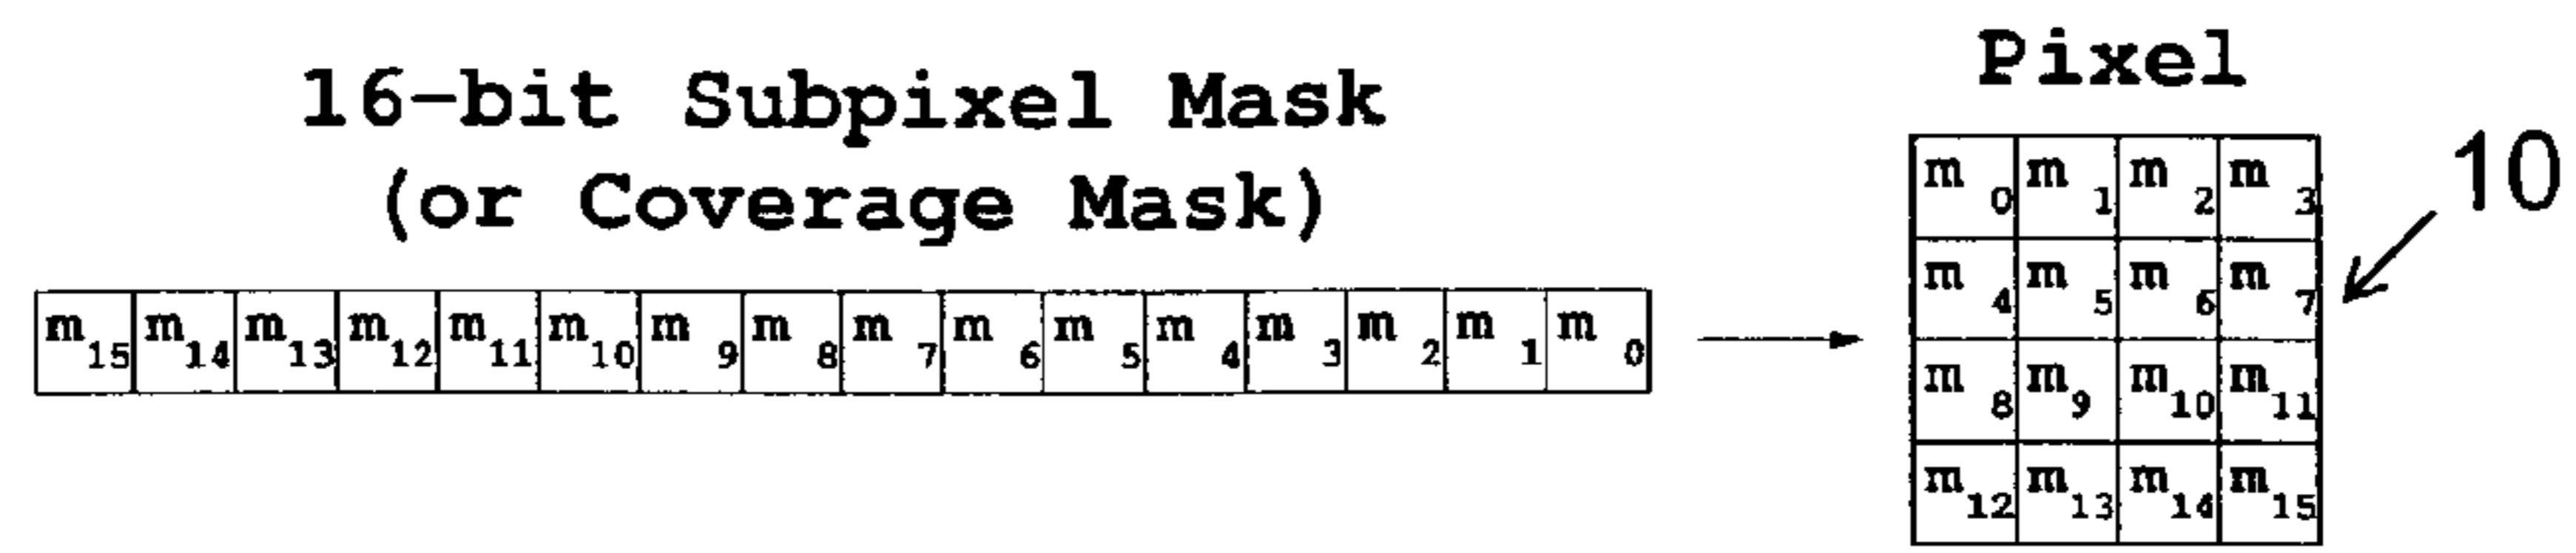 16-bit Subpixel Mask
(or Coverage Mask)
m15 m14 m13 m12 m11 m10 m9 m8 m7 m6 m5 m4 m3 m2 m1 m0
Pixel
m0 m1 m2 m3
m4 m5 m6 m7
m8 m9 m10 m11
m12 m13 m14 m15
10